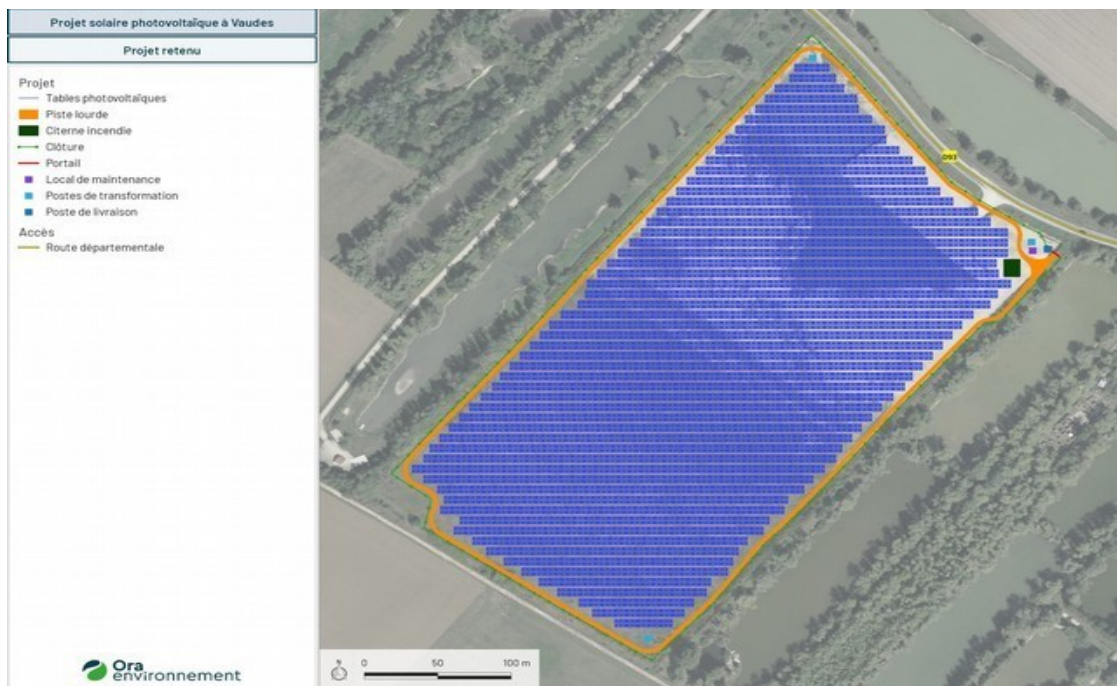 Projet solaire photovoltaïque à Vaudes
Projet retenu
Projet
Tables photovoltaïques
Piste lourde
Citerne incendie
Clôture
Portail
Local de maintenance
Postes de transformation
Poste de livraison
Accès
Route départementale
Ora
environnement
D93
N
0 50 100 m